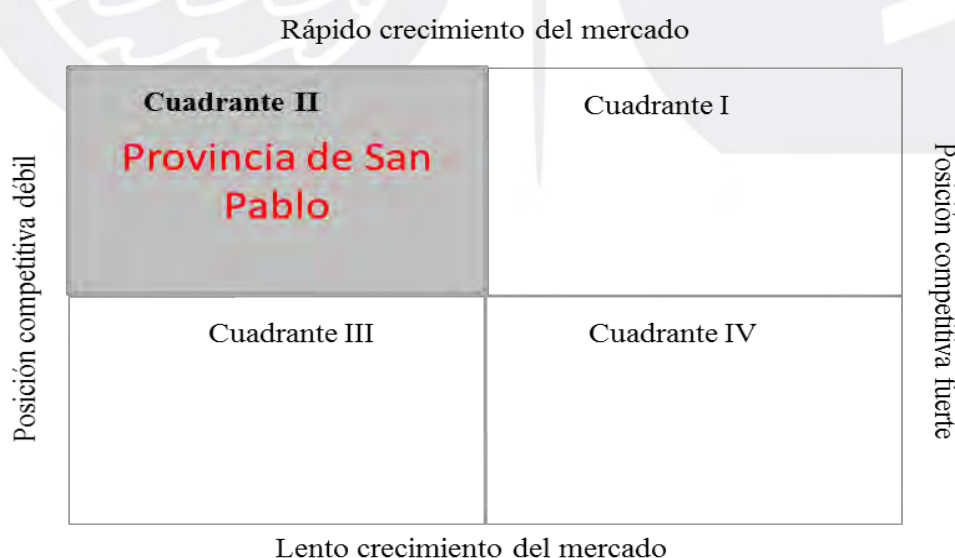 Rápido crecimiento del mercado
Cuadrante II
Provincia de San
Pablo
Cuadrante I
Posición competitiva débil
Posición competitiva fuerte
Cuadrante III
Cuadrante IV
Lento crecimiento del mercado